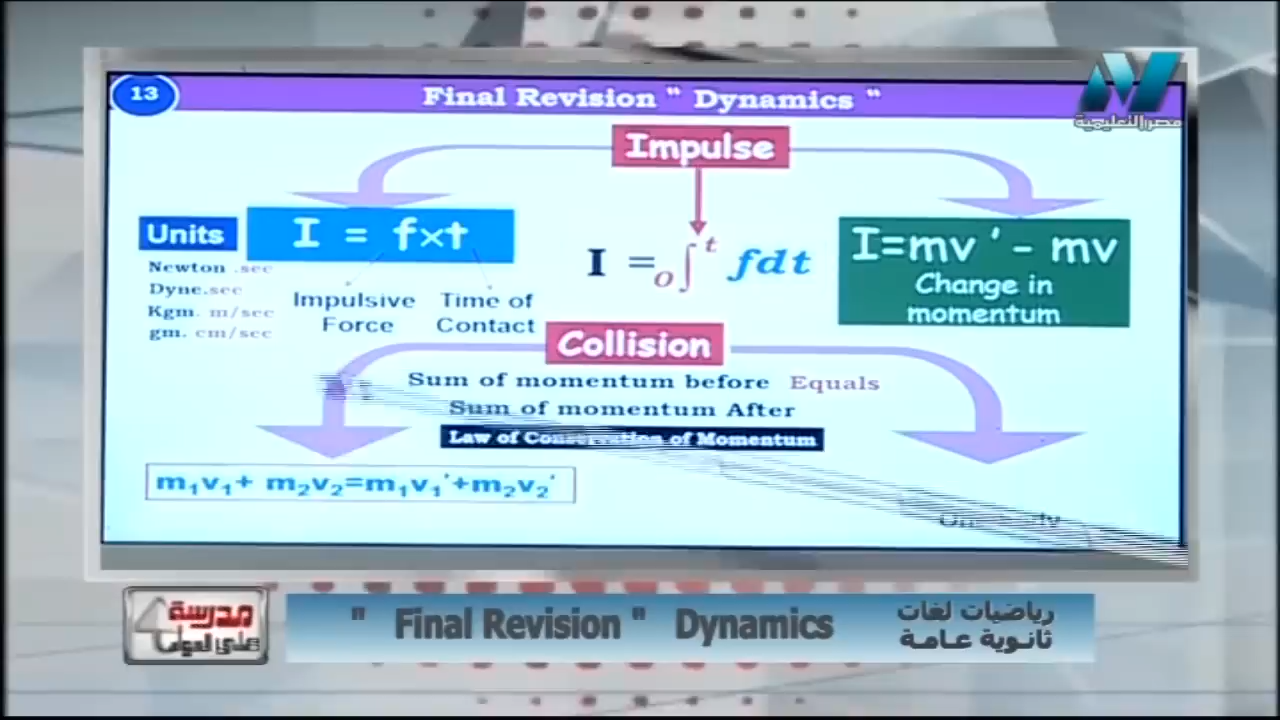 13
Final Revision " Dynamics "
مصر التعليمية
Impulse
Units
I = f×t
I = ₀∫ᵗ fdt
I=mv ′ - mv
Change in
momentum
Newton .sec
Dyne.sec
Kgm. m/sec
gm. cm/sec
Impulsive
Force
Time of
Contact
Collision
Sum of momentum before Equals
Sum of momentum After
Law of Conservation of Momentum
m₁v₁+ m₂v₂=m₁v₁′+m₂v₂′
مدرسة
على الهواء
" Final Revision " Dynamics
رياضيات لغات
ثانوية عامة